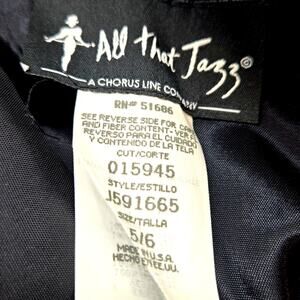 All that Jazz©
A CHORUS LINE COMPANY
RN# 51686
SEE REVERSE SIDE FOR CARE
AND FIBER CONTENT-VER EL
REVERSO PARA EL CUIDADO
Y CONTENIDO DE LA TELA
CUT/CORTE
015945
STYLE/ESTILLO
J591665
SIZE/TALLA
5/6
MADE IN U.S.A.
HECHO EN EE.UU.